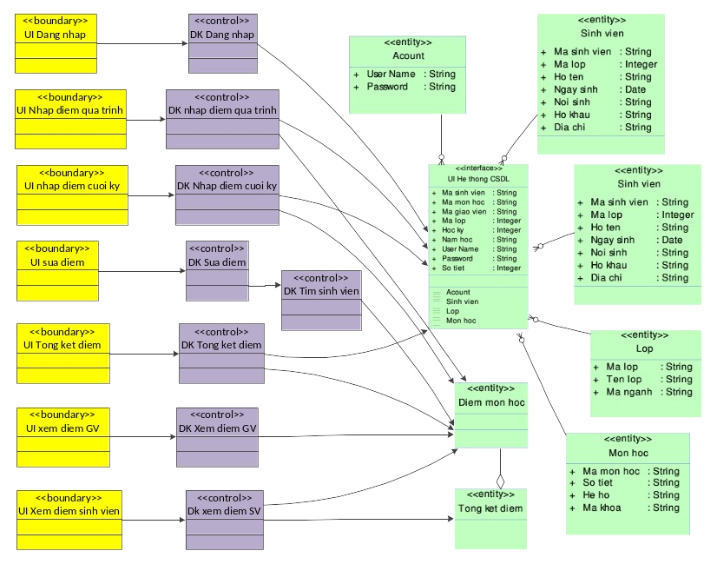 <<boundary>>
UI Dang nhap
<<control>>
DK Dang nhap
<<boundary>>
UI Nhap diem qua trinh
<<control>>
DK nhap diem qua trinh
<<boundary>>
UI nhap diem cuoi ky
<<control>>
DK Nhap diem cuoi ky
<<boundary>>
UI sua diem
<<control>>
DK Sua diem
<<control>>
DK Tim sinh vien
<<boundary>>
UI Tong ket diem
<<control>>
DK Tong ket diem
<<boundary>>
UI xem diem GV
<<control>>
DK Xem diem GV
<<boundary>>
UI Xem diem sinh vien
<<control>>
Dk xem diem SV
<<entity>>
Acount
+ User Name : String
+ Password : String
<<entity>>
Sinh vien
+ Ma sinh vien : String
+ Ma lop : Integer
+ Ho ten : String
+ Ngay sinh : Date
+ Noi sinh : String
+ Ho khau : String
+ Dia chi : String
<<interface>>
UI He thong CSDL
+ Ma sinh vien : String
+ Ma mon hoc : String
+ Ma giao vien : String
+ Ma lop : Integer
+ Hoc ky : Integer
+ Nam hoc : String
+ User Name : String
+ Password : String
+ So tiet : Integer
Acount
Sinh vien
Lop
Mon hoc
<<entity>>
Sinh vien
+ Ma sinh vien : String
+ Ma lop : Integer
+ Ho ten : String
+ Ngay sinh : Date
+ Noi sinh : String
+ Ho khau : String
+ Dia chi : String
<<entity>>
Lop
+ Ma lop : String
+ Ten lop : String
+ Ma nganh : String
<<entity>>
Diem mon hoc
<<entity>>
Mon hoc
+ Ma mon hoc : String
+ So tiet : String
+ He ho : String
+ Ma khoa : String
<<entity>>
Tong ket diem